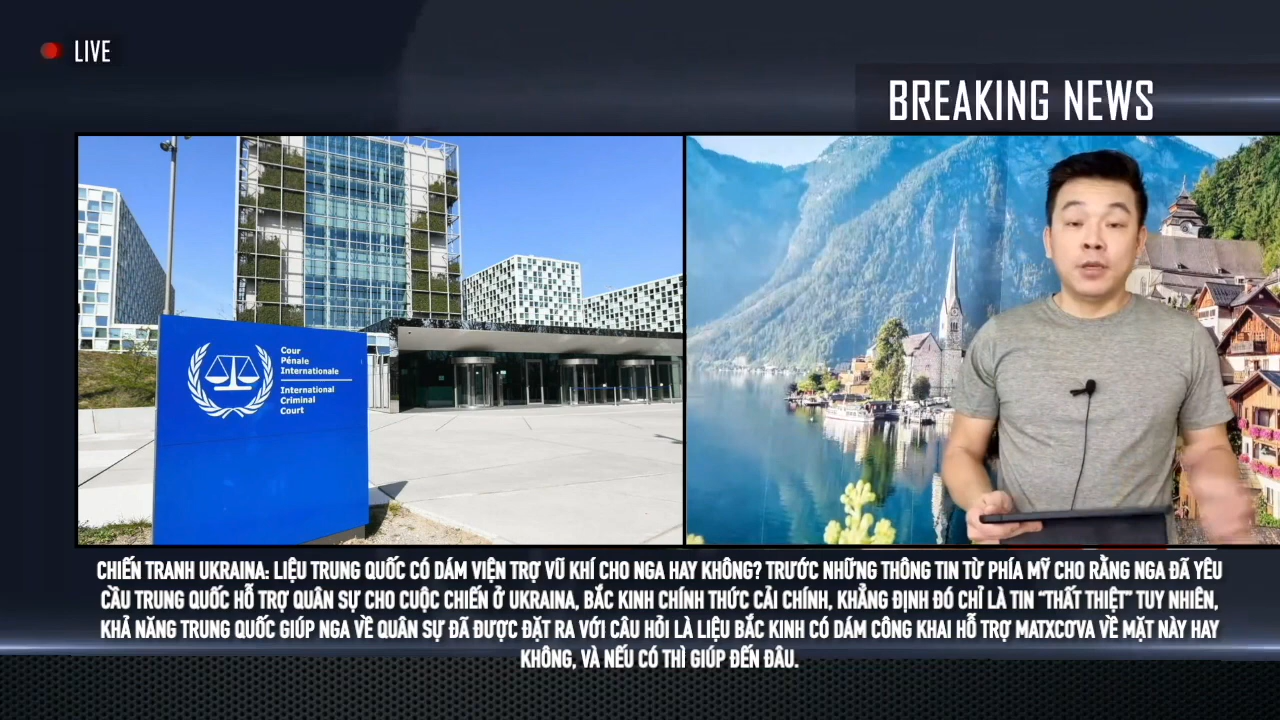 LIVE
BREAKING NEWS
Cour
Pénale
Internationale
International
Criminal
Court
CHIẾN TRANH UKRAINA: LIỆU TRUNG QUỐC CÓ DÁM VIỆN TRỢ VŨ KHÍ CHO NGA HAY KHÔNG? TRƯỚC NHỮNG THÔNG TIN TỪ PHÍA MỸ CHO RẰNG NGA ĐÃ YÊU
CẦU TRUNG QUỐC HỖ TRỢ QUÂN SỰ CHO CUỘC CHIẾN Ở UKRAINA, BẮC KINH CHÍNH THỨC CẢI CHÍNH, KHẲNG ĐỊNH ĐÓ CHỈ LÀ TIN “THẤT THIỆT” TUY NHIÊN,
KHẢ NĂNG TRUNG QUỐC GIÚP NGA VỀ QUÂN SỰ ĐÃ ĐƯỢC ĐẶT RA VỚI CÂU HỎI LÀ LIỆU BẮC KINH CÓ DÁM CÔNG KHAI HỖ TRỢ MATXCƠVA VỀ MẶT NÀY HAY
KHÔNG, VÀ NẾU CÓ THÌ GIÚP ĐẾN ĐÂU.